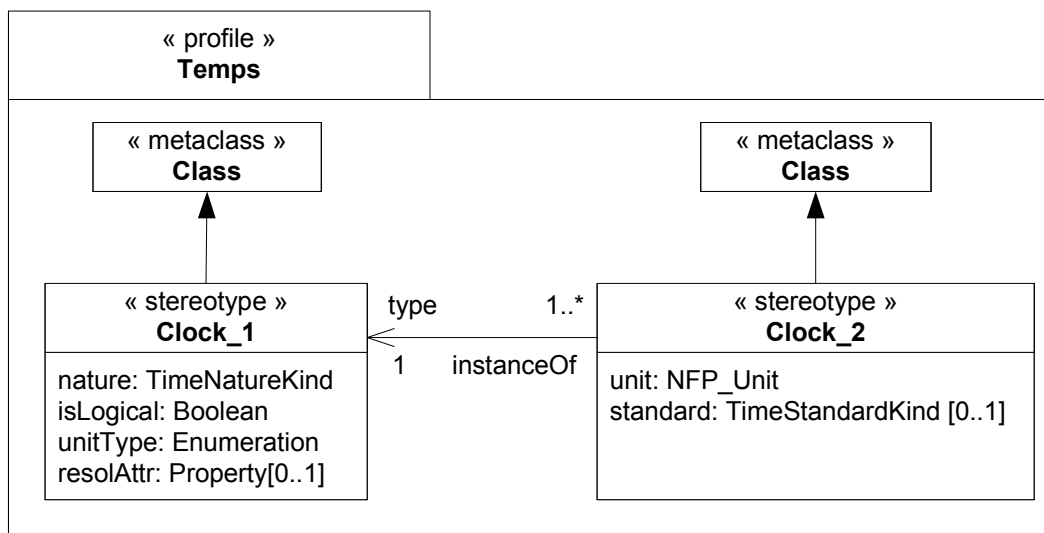 « profile »
Temps
« metaclass »
Class
« metaclass »
Class
« stereotype »
Clock_1
nature: TimeNatureKind
isLogical: Boolean
unitType: Enumeration
resolAttr: Property[0..1]
type 1..*
1 instanceOf
« stereotype »
Clock_2
unit: NFP_Unit
standard: TimeStandardKind [0..1]